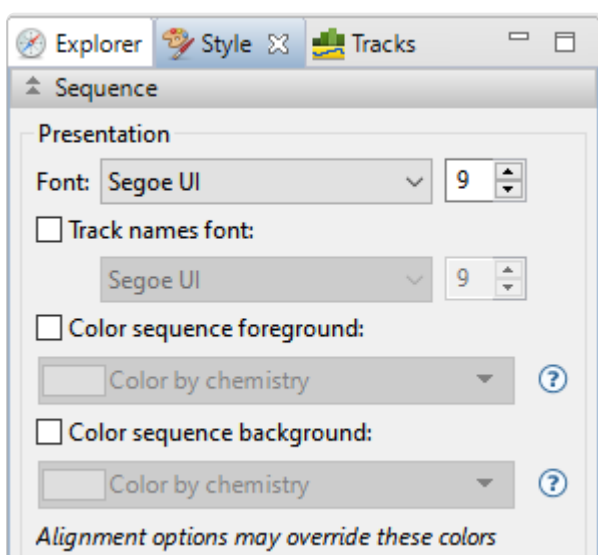 Explorer Style Tracks
Sequence
Presentation
Font: Segoe UI 9
Track names font:
Segoe UI 9
Color sequence foreground:
Color by chemistry ?
Color sequence background:
Color by chemistry ?
Alignment options may override these colors